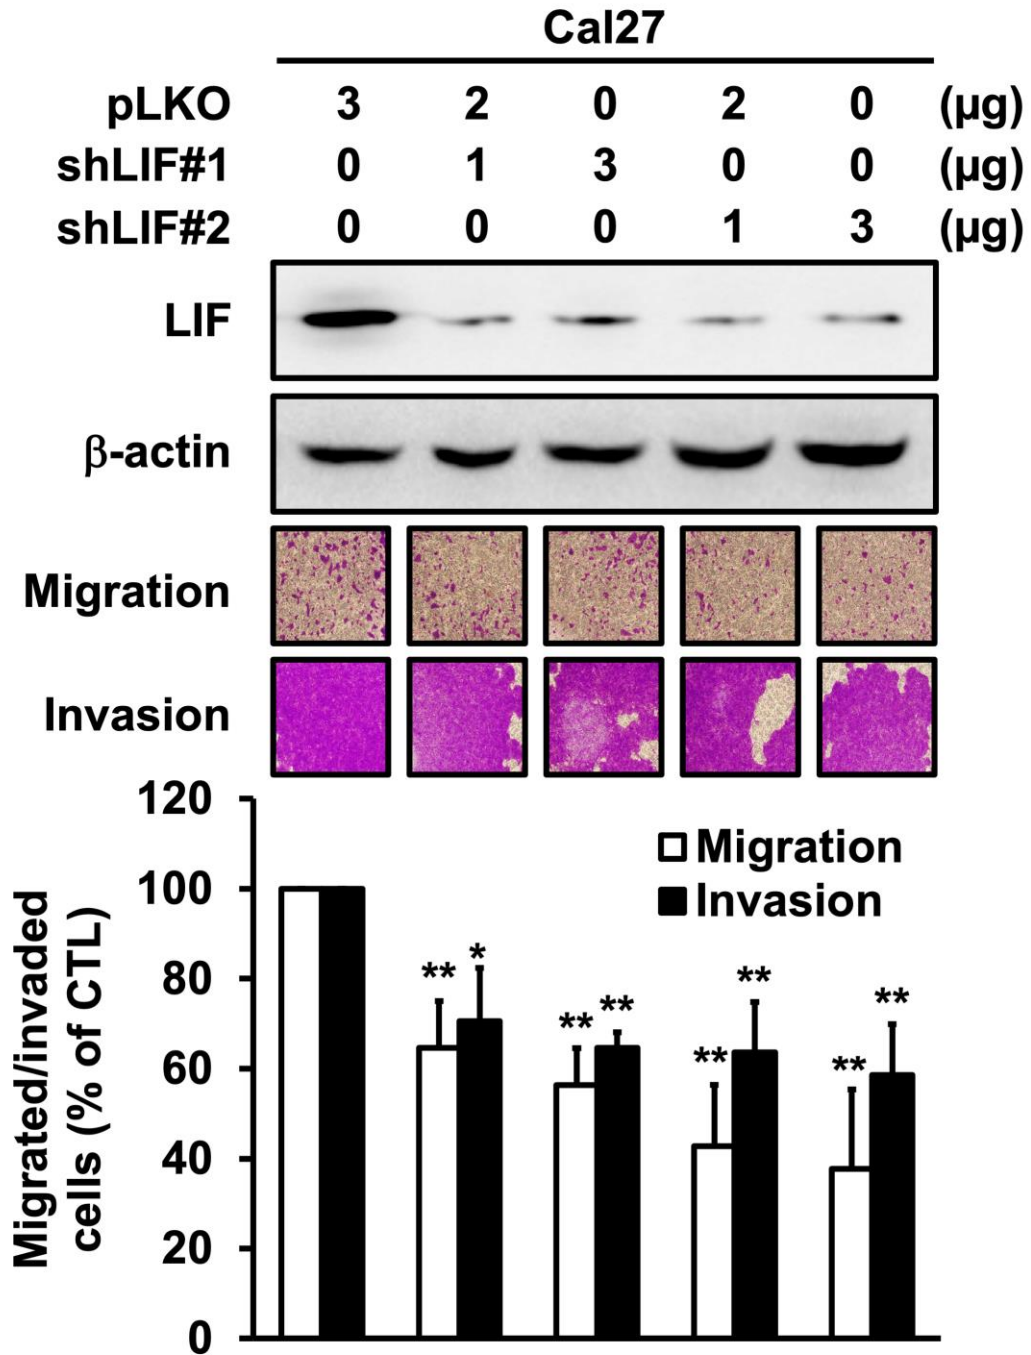 Cal27
pLKO 3 2 0 2 0 (µg)
shLIF#1 0 1 3 0 0 (µg)
shLIF#2 0 0 0 1 3 (µg)
LIF
β-actin
Migration
Invasion
120
100
80
60
40
20
0
Migrated/invaded
cells (% of CTL)
Migration
Invasion
** *
** **
** **
** **